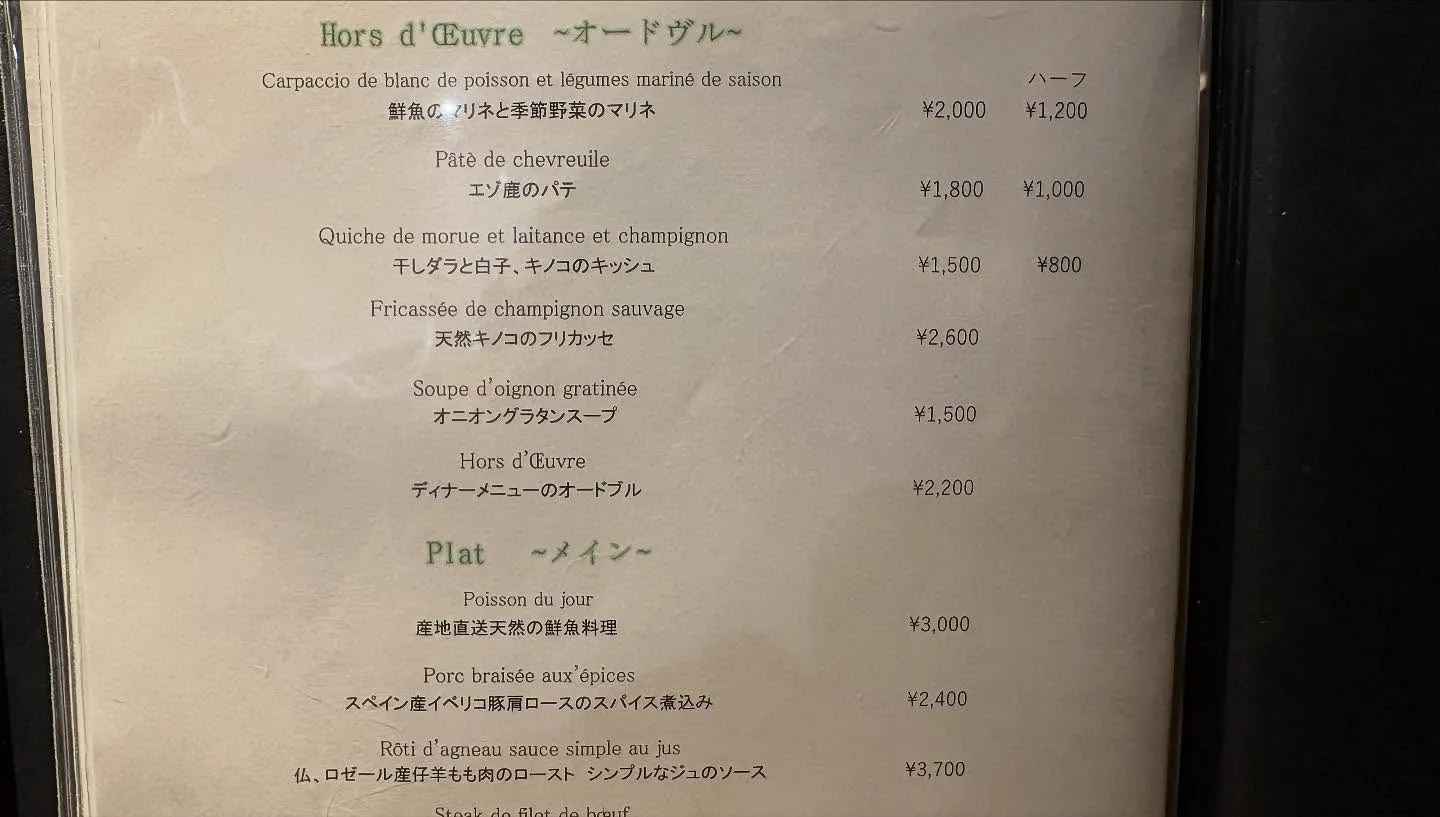 Hors d'Œuvre ~オードヴル~
Carpaccio de blanc de poisson et légumes mariné de saison ハーフ
鮮魚のマリネと季節野菜のマリネ ¥2,000 ¥1,200
Pâtè de chevreuile
エゾ鹿のパテ ¥1,800 ¥1,000
Quiche de morue et laitance et champignon
干しダラと白子、キノコのキッシュ ¥1,500 ¥800
Fricassée de champignon sauvage
天然キノコのフリカッセ ¥2,600
Soupe d'oignon gratinée
オニオングラタンスープ ¥1,500
Hors d'Œuvre
ディナーメニューのオードブル ¥2,200
Plat ~メイン~
Poisson du jour
産地直送天然の鮮魚料理 ¥3,000
Porc braisée aux'épices
スペイン産イベリコ豚肩ロースのスパイス煮込み ¥2,400
Rôti d'agneau sauce simple au jus
仏、ロゼール産仔羊もも肉のロースト シンプルなジュのソース ¥3,700
Steak de filet de bœuf